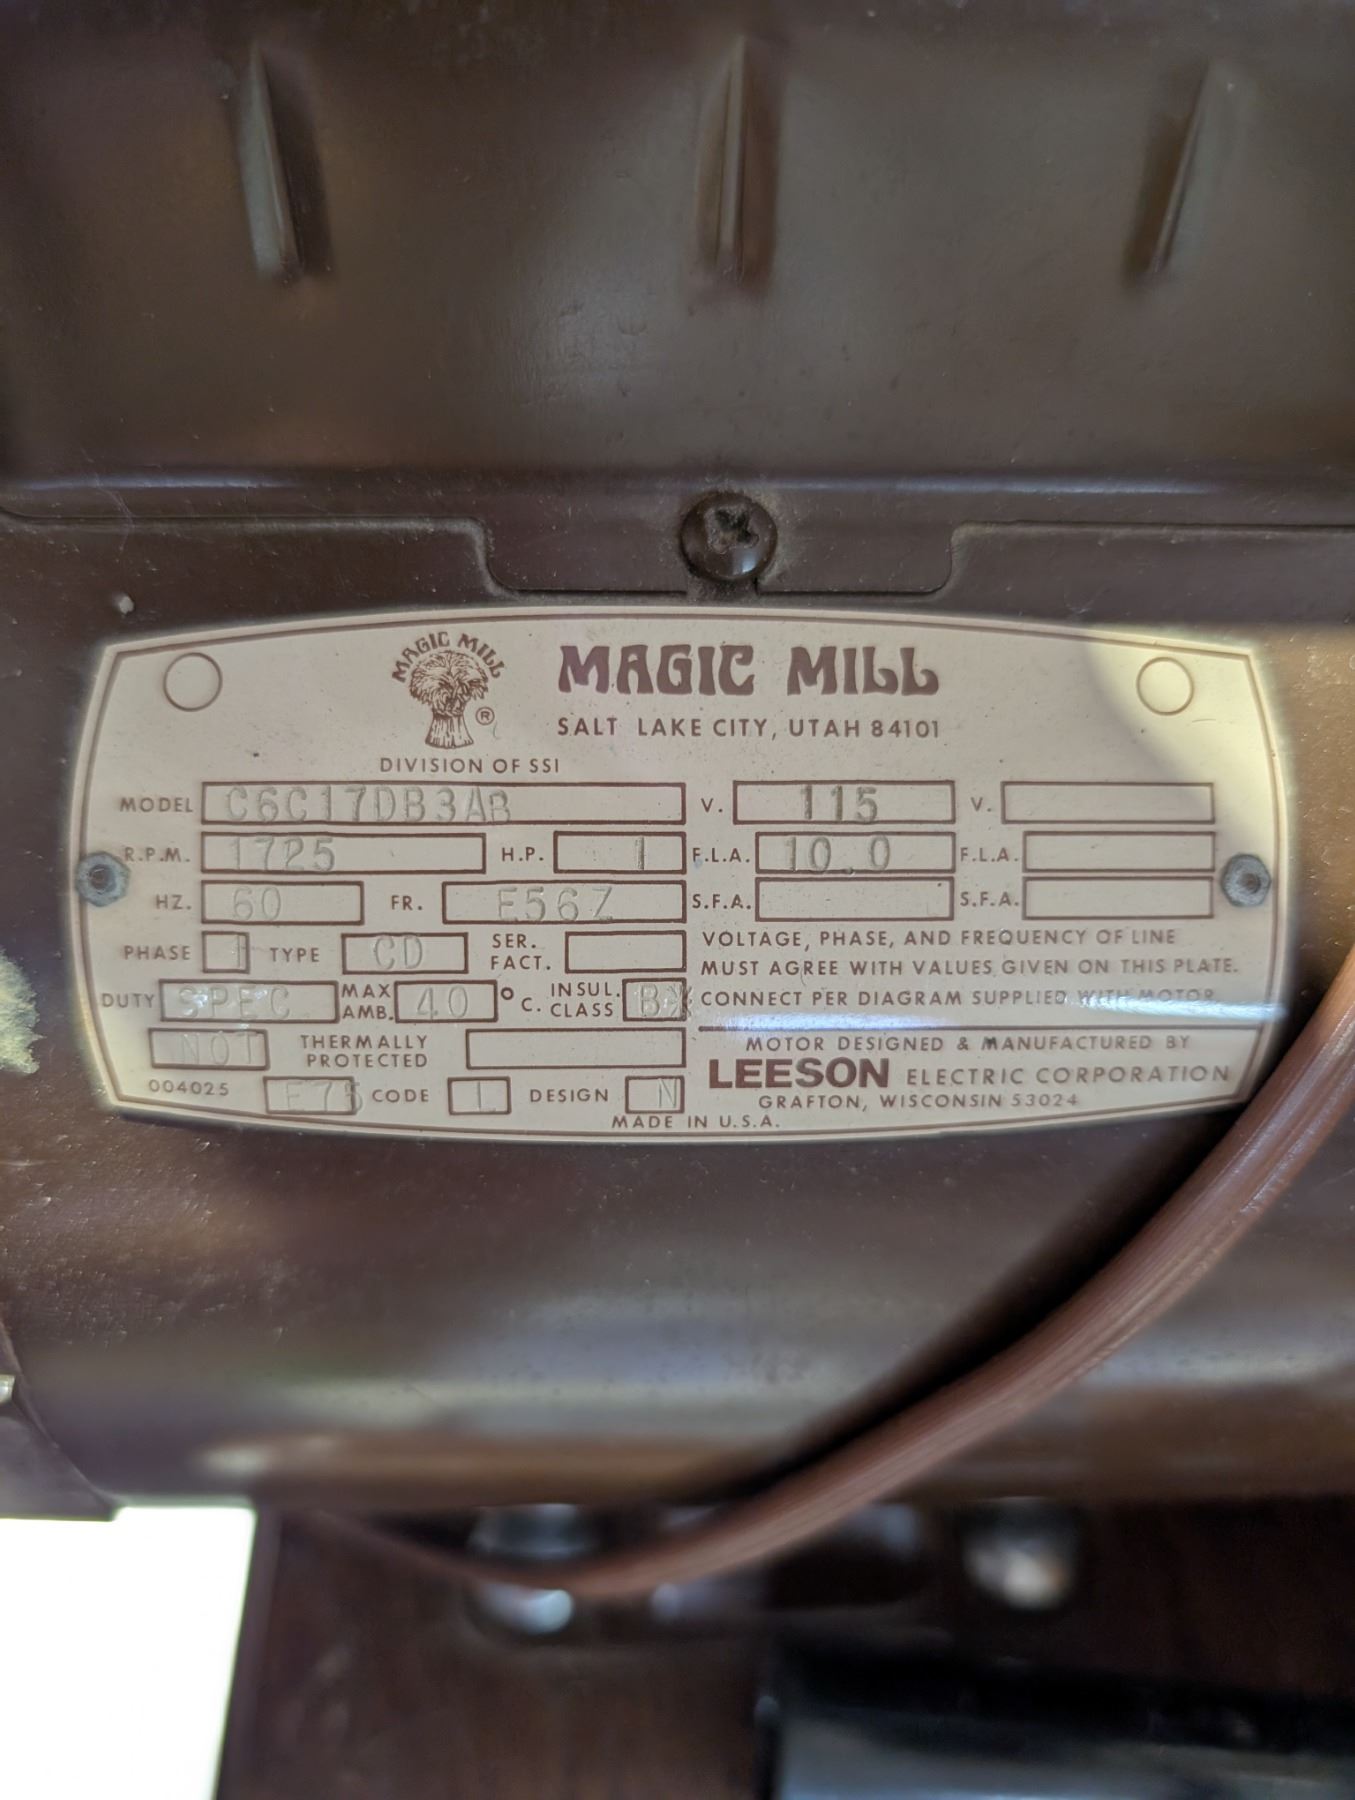 MAGIC MILL
®
MAGIC MILL
SALT LAKE CITY, UTAH 84101
DIVISION OF SSI
MODEL C6C17DB3AB V. 115 V.
R.P.M. 1725 H.P. 1 F.L.A. 10.0 F.L.A.
HZ. 60 FR. E56Z S.F.A. S.F.A.
PHASE 1 TYPE CD SER. FACT.
VOLTAGE, PHASE, AND FREQUENCY OF LINE
MUST AGREE WITH VALUES GIVEN ON THIS PLATE.
DUTY SPEC MAX AMB. 40 °C. INSUL. CLASS B
CONNECT PER DIAGRAM SUPPLIED WITH MOTOR
NOT THERMALLY PROTECTED
MOTOR DESIGNED & MANUFACTURED BY
LEESON ELECTRIC CORPORATION
GRAFTON, WISCONSIN 53024
004025 E75 CODE L DESIGN N
MADE IN U.S.A.